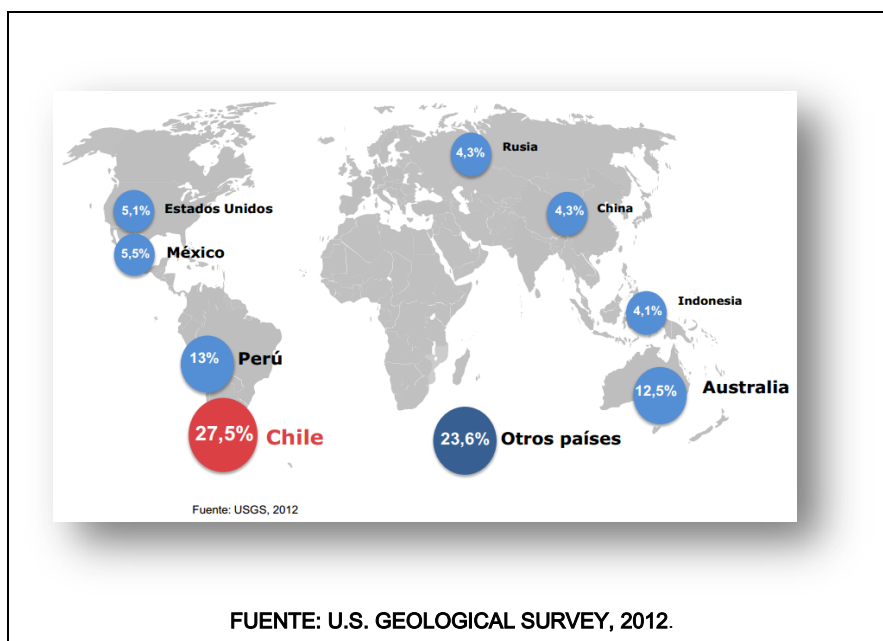 4,3% Rusia
5,1% Estados Unidos
4,3% China
5,5% México
4,1% Indonesia
13% Perú
12,5% Australia
27,5% Chile
23,6% Otros países
Fuente: USGS, 2012
FUENTE: U.S. GEOLOGICAL SURVEY, 2012.